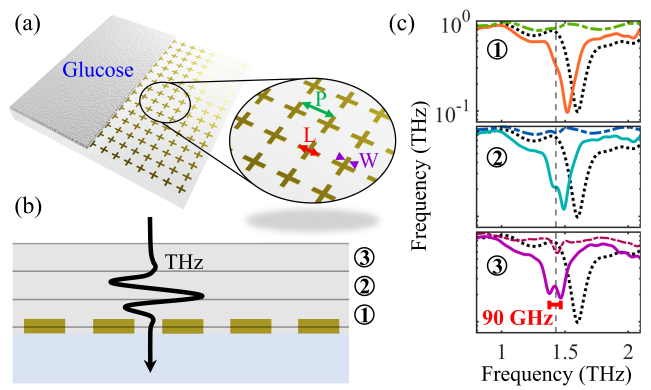 (a)
Glucose
P
L
W
(b)
THz
③
②
①
(c)
Frequency (THz)
10⁰
10⁻¹
①
②
③
90 GHz
1
1.5
2
Frequency (THz)